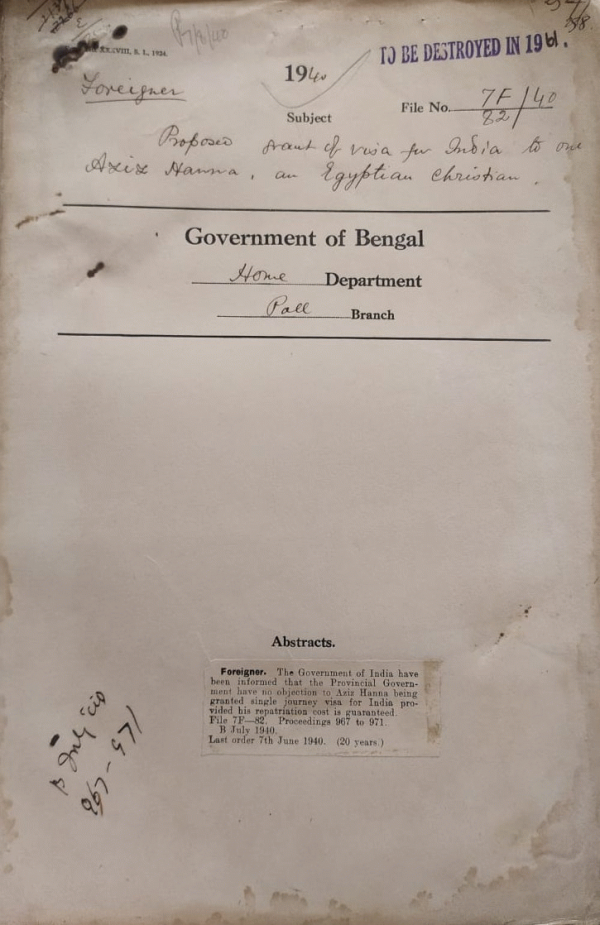 XXXVIII, S. I., 1934.
TO BE DESTROYED IN 1961.
1940
Foreigner
Subject
File No. 7F/40
82
Proposed grant of visa for India to one
Aziz Hanna, an Egyptian Christian.
Government of Bengal
Home Department
Poll Branch
Abstracts.
Foreigner. The Government of India have
been informed that the Provincial Govern-
ment have no objection to Aziz Hanna being
granted single journey visa for India pro-
vided his repatriation cost is guaranteed.
File 7F—82. Proceedings 967 to 971.
B July 1940.
Last order 7th June 1940. (20 years.)
967-971